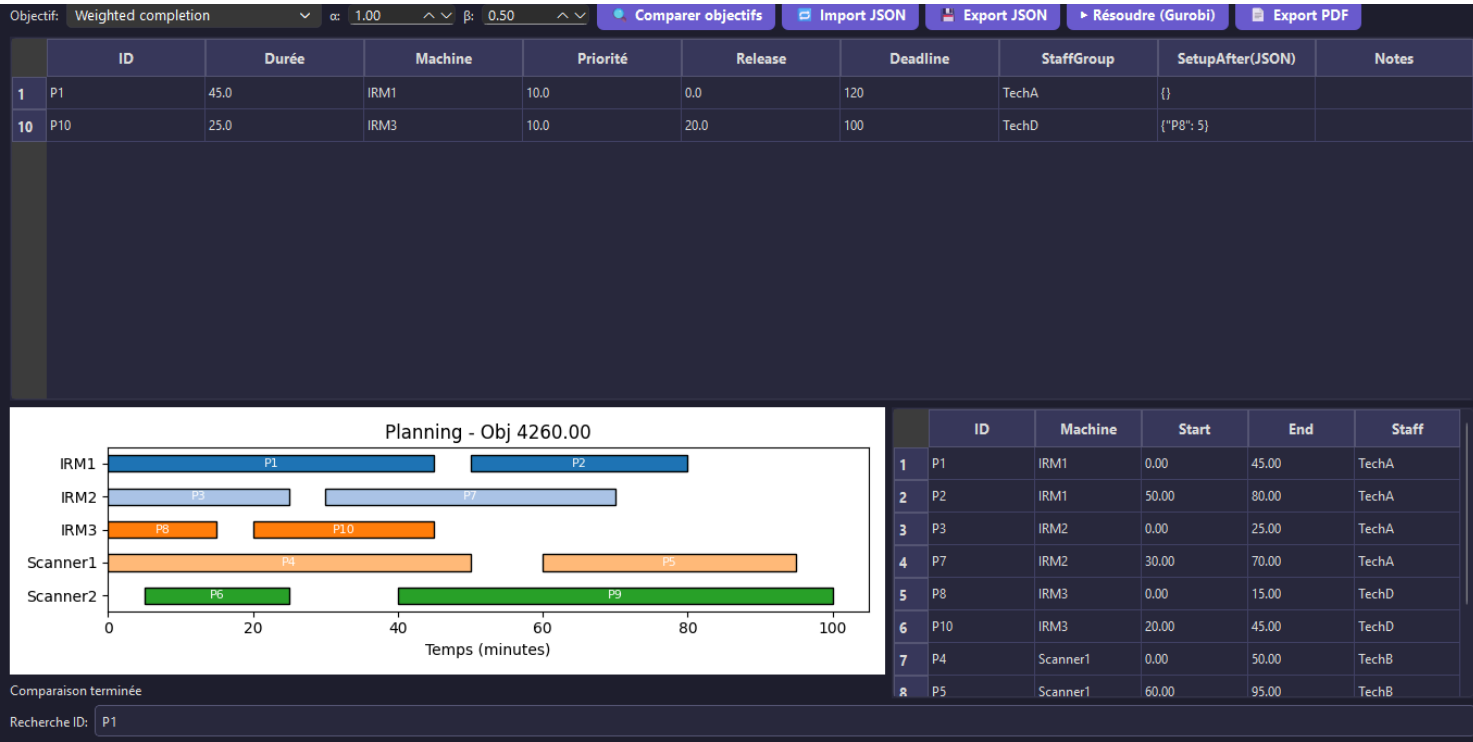 Objectif: Weighted completion α: 1.00 β: 0.50 Comparer objectifs Import JSON Export JSON Résoudre (Gurobi) Export PDF
ID Durée Machine Priorité Release Deadline StaffGroup SetupAfter(JSON) Notes
1 P1 45.0 IRM1 10.0 0.0 120 TechA {}
10 P10 25.0 IRM3 10.0 20.0 100 TechD {"P8": 5}
Planning - Obj 4260.00
IRM1 P1 P2
IRM2 P3 P7
IRM3 P8 P10
Scanner1 P4 P5
Scanner2 P6 P9
0 20 40 60 80 100
Temps (minutes)
ID Machine Start End Staff
1 P1 IRM1 0.00 45.00 TechA
2 P2 IRM1 50.00 80.00 TechA
3 P3 IRM2 0.00 25.00 TechA
4 P7 IRM2 30.00 70.00 TechA
5 P8 IRM3 0.00 15.00 TechD
6 P10 IRM3 20.00 45.00 TechD
7 P4 Scanner1 0.00 50.00 TechB
8 P5 Scanner1 60.00 95.00 TechB
Comparaison terminée
Recherche ID: P1